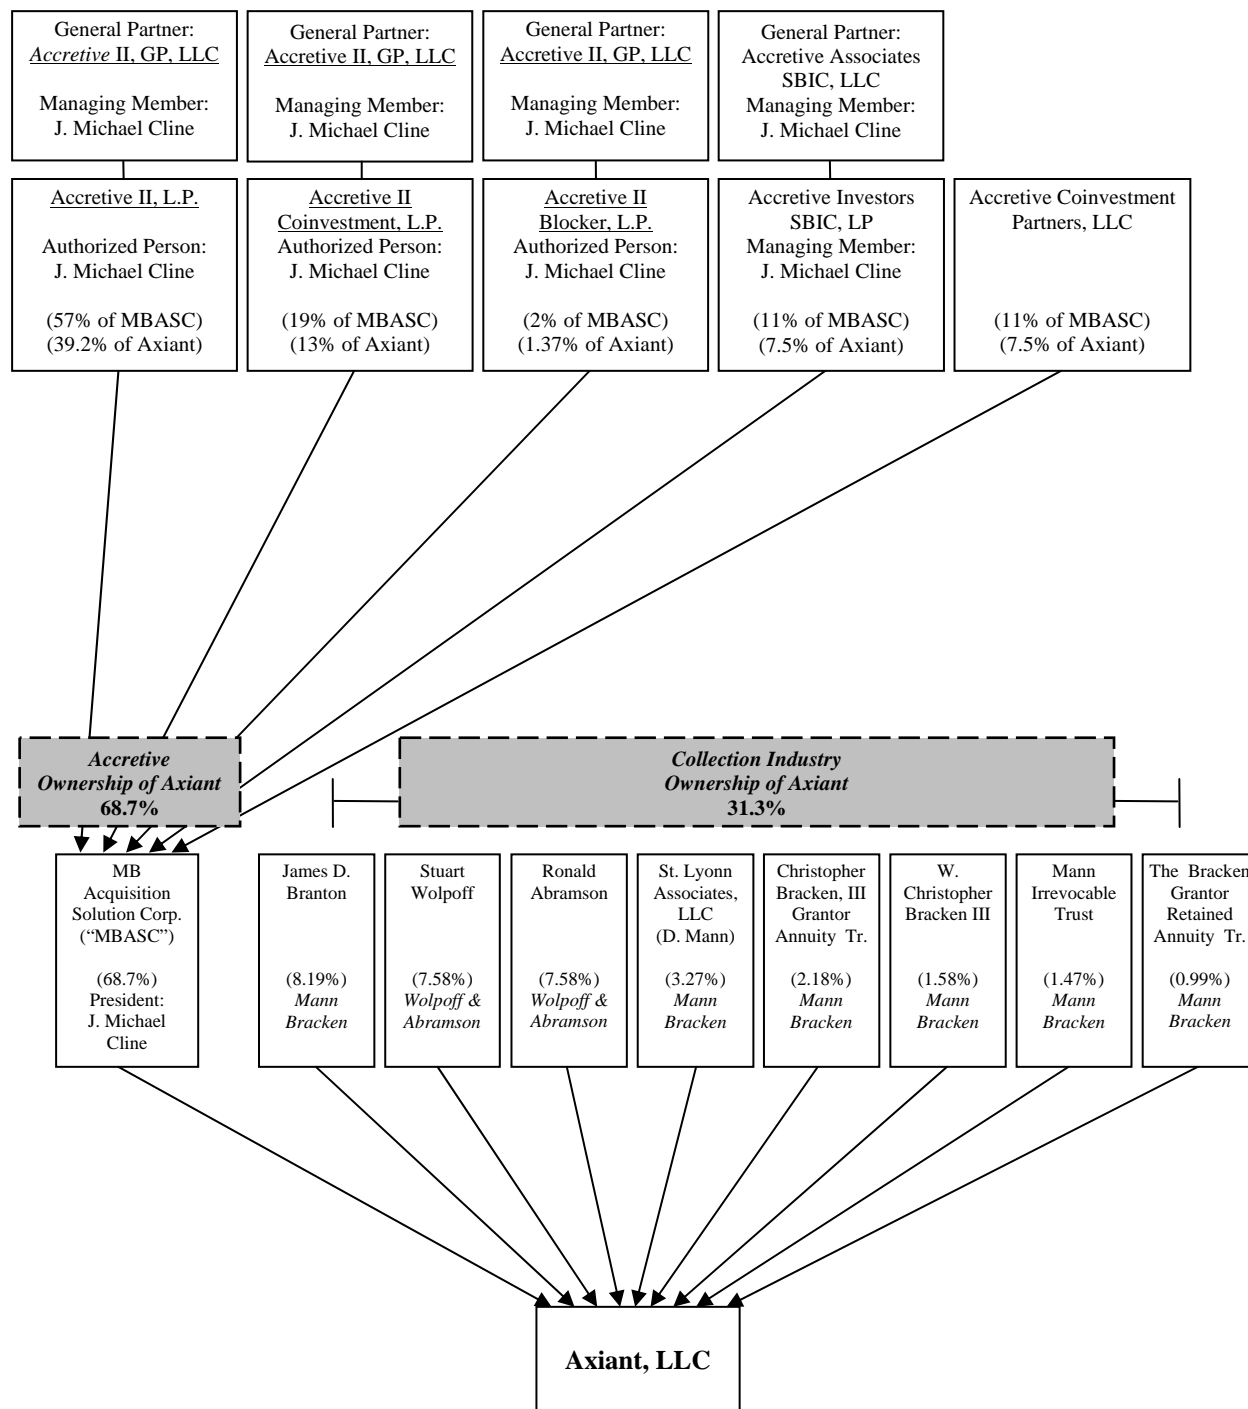 General Partner:
Accretive II, GP, LLC
Managing Member:
J. Michael Cline
General Partner:
Accretive II, GP, LLC
Managing Member:
J. Michael Cline
General Partner:
Accretive II, GP, LLC
Managing Member:
J. Michael Cline
General Partner:
Accretive Associates
SBIC, LLC
Managing Member:
J. Michael Cline
Accretive II, L.P.
Authorized Person:
J. Michael Cline
(57% of MBASC)
(39.2% of Axiant)
Accretive II
Coinvestment, L.P.
Authorized Person:
J. Michael Cline
(19% of MBASC)
(13% of Axiant)
Accretive II
Blocker, L.P.
Authorized Person:
J. Michael Cline
(2% of MBASC)
(1.37% of Axiant)
Accretive Investors
SBIC, LP
Managing Member:
J. Michael Cline
(11% of MBASC)
(7.5% of Axiant)
Accretive Coinvestment
Partners, LLC
(11% of MBASC)
(7.5% of Axiant)
Accretive
Ownership of Axiant
68.7%
Collection Industry
Ownership of Axiant
31.3%
MB
Acquisition
Solution Corp.
(“MBASC”)
(68.7%)
President:
J. Michael
Cline
James D.
Branton
(8.19%)
Mann
Bracken
Stuart
Wolpoff
(7.58%)
Wolpoff &
Abramson
Ronald
Abramson
(7.58%)
Wolpoff &
Abramson
St. Lyonn
Associates,
LLC
(D. Mann)
(3.27%)
Mann
Bracken
Christopher
Bracken, III
Grantor
Annuity Tr.
(2.18%)
Mann
Bracken
W.
Christopher
Bracken III
(1.58%)
Mann
Bracken
Mann
Irrevocable
Trust
(1.47%)
Mann
Bracken
The Bracken
Grantor
Retained
Annuity Tr.
(0.99%)
Mann
Bracken
Axiant, LLC